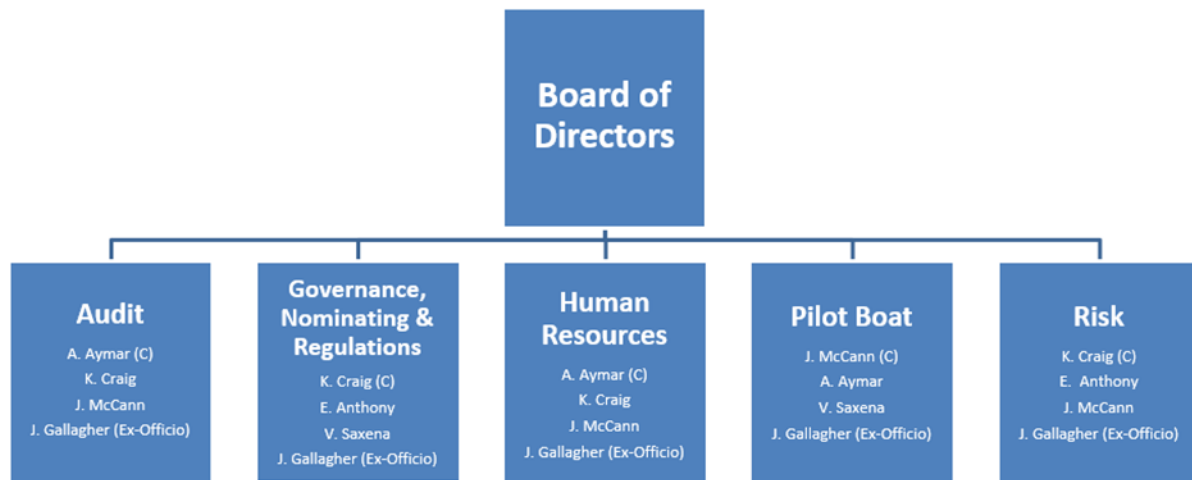 Board of
Directors
Audit
A. Aymar (C)
K. Craig
J. McCann
J. Gallagher (Ex-Officio)
Governance,
Nominating &
Regulations
K. Craig (C)
E. Anthony
V. Saxena
J. Gallagher (Ex-Officio)
Human
Resources
A. Aymar (C)
K. Craig
J. McCann
J. Gallagher (Ex-Officio)
Pilot Boat
J. McCann (C)
A. Aymar
V. Saxena
J. Gallagher (Ex-Officio)
Risk
K. Craig (C)
E. Anthony
J. McCann
J. Gallagher (Ex-Officio)